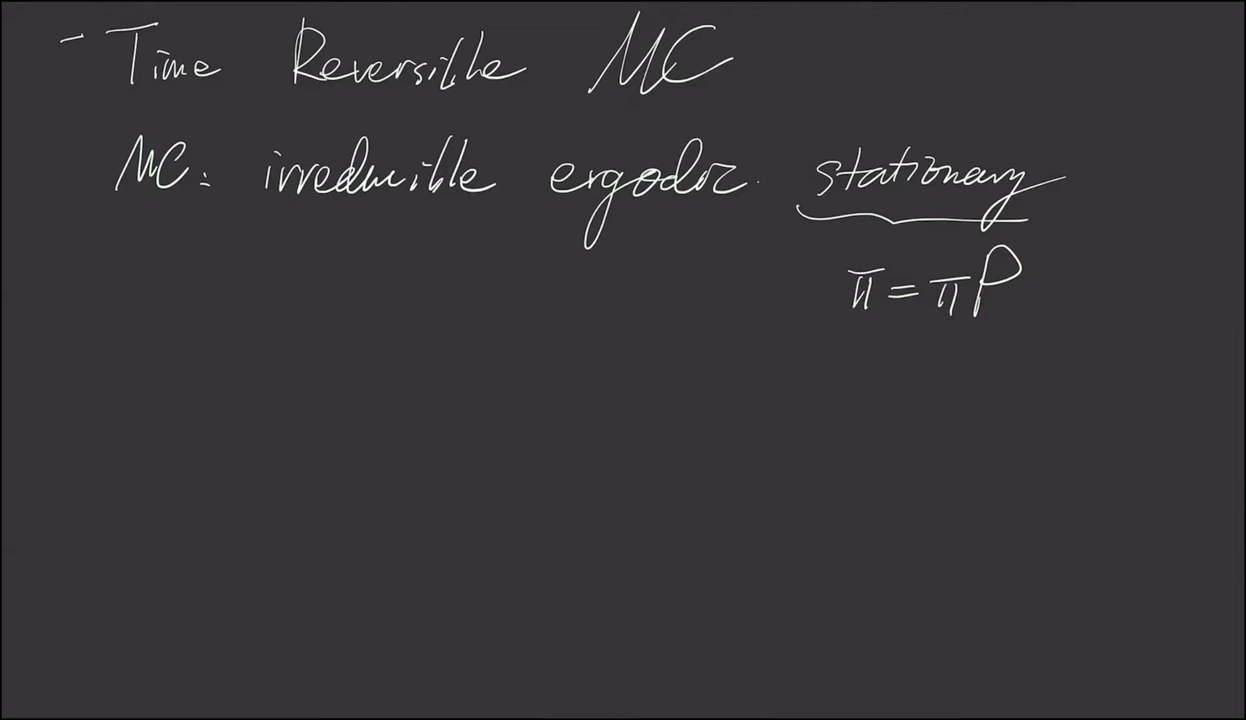 - Time Reversible MC
MC: irreducible ergodic. stationary
π = πP